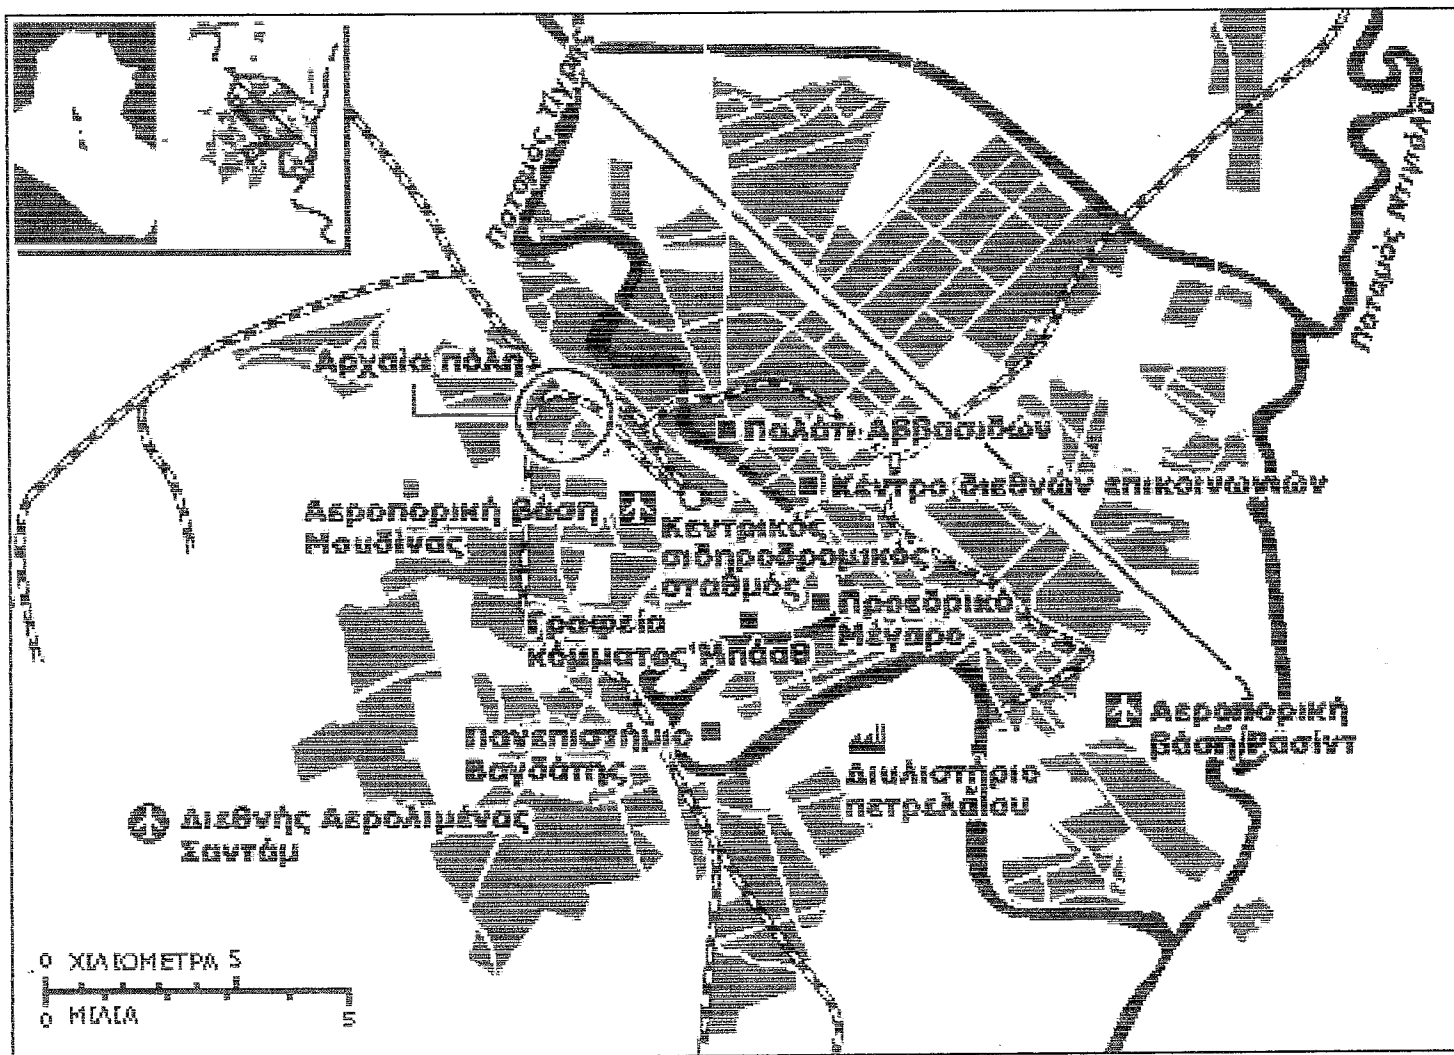 Ποταμός Τίγρης
Ποταμός Ντιγιάλα
Αρχαία πόλη
Παλάτι Αββασιδών
Κέντρο διεθνών επικοινωνιών
Αεροπορική βάση
Μουδίνας
Κεντρικός
σιδηροδρομικός
σταθμός
Προεδρικό
Μέγαρο
Γραφεία
κόμματος Μπάαθ
Αεροπορική
βάση Ρασίντ
Πανεπιστήμιο
Βαγδάτης
Διυλιστήριο
πετρελαίου
Διεθνής Αερολιμένας
Σαντάμ
0 ΧΙΛΙΟΜΕΤΡΑ 5
0 ΜΙΛΙΑ 5